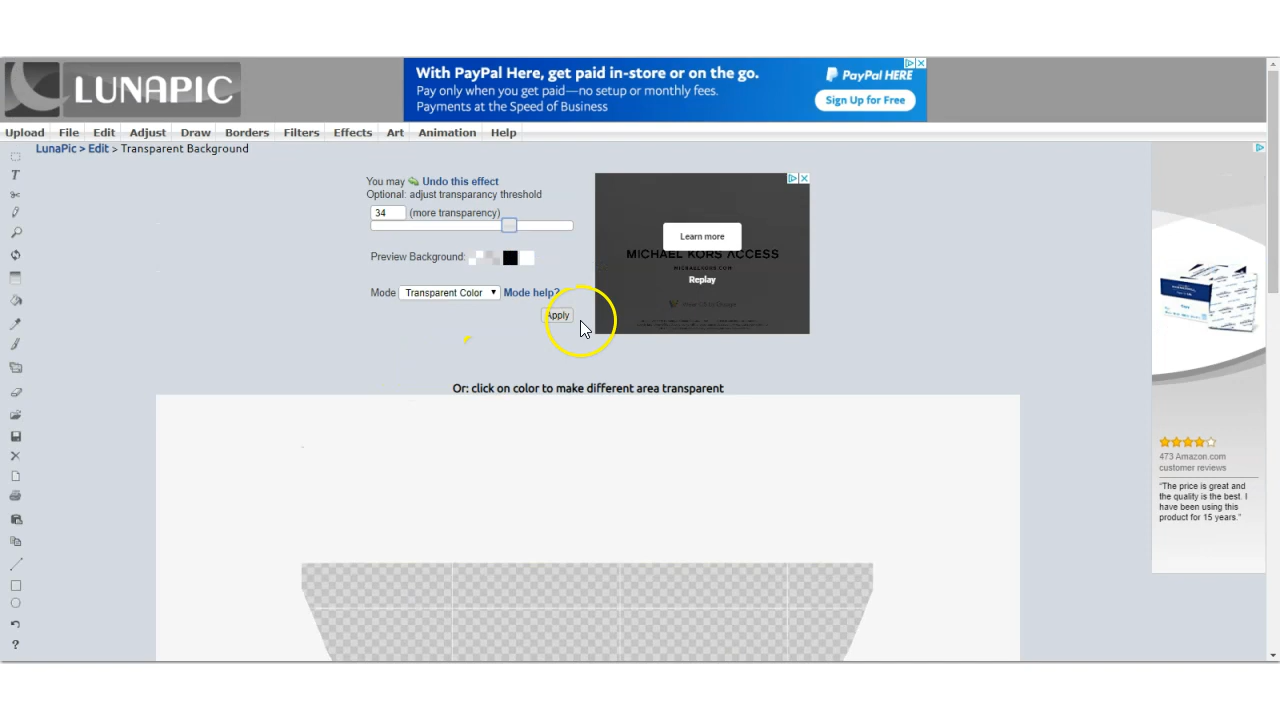 LUNAPIC
With PayPal Here, get paid in-store or on the go.
Pay only when you get paid—no setup or monthly fees.
Payments at the Speed of Business
PayPal HERE
Sign Up for Free
Upload File Edit Adjust Draw Borders Filters Effects Art Animation Help
LunaPic > Edit > Transparent Background
You may Undo this effect
Optional: adjust transparancy threshold
34 (more transparency)
Preview Background:
Mode Transparent Color Mode help?
Apply
Learn more
MICHAEL KORS ACCESS
MICHAELKORS.COM
Replay
Or: click on color to make different area transparent
473 Amazon.com
customer reviews
"The price is great and
the quality is the best. I
have been using this
product for 15 years."